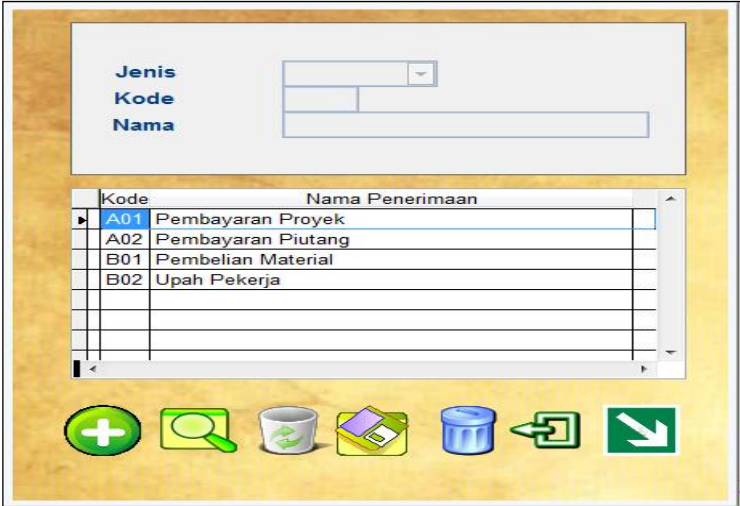 Jenis
Kode
Nama
Kode Nama Penerimaan
A01 Pembayaran Proyek
A02 Pembayaran Piutang
B01 Pembelian Material
B02 Upah Pekerja